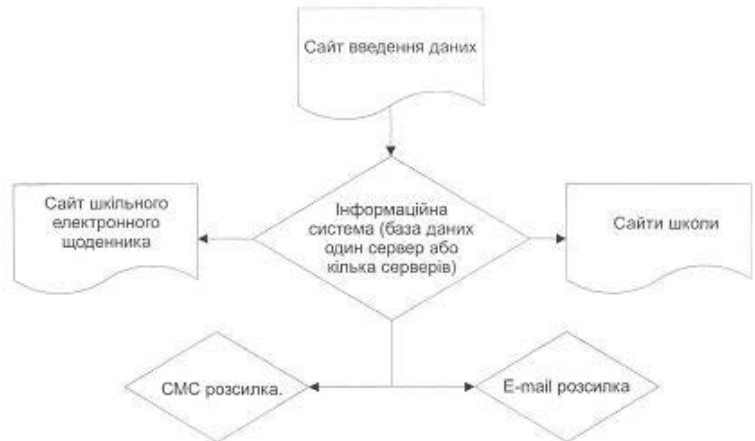 Сайт введення даних
Сайт шкільного
електронного
щоденника
Інформаційна
система (база даних
один сервер або
кілька серверів)
Сайти школи
СМС розсилка.
E-mail розсилка